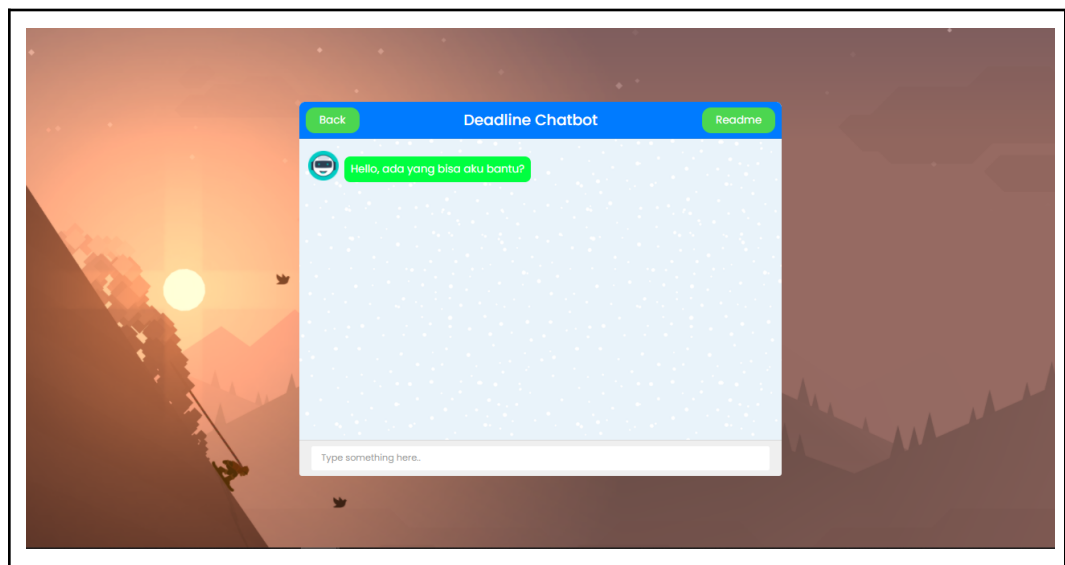 Back
Deadline Chatbot
Readme
Hello, ada yang bisa aku bantu?
Type something here..